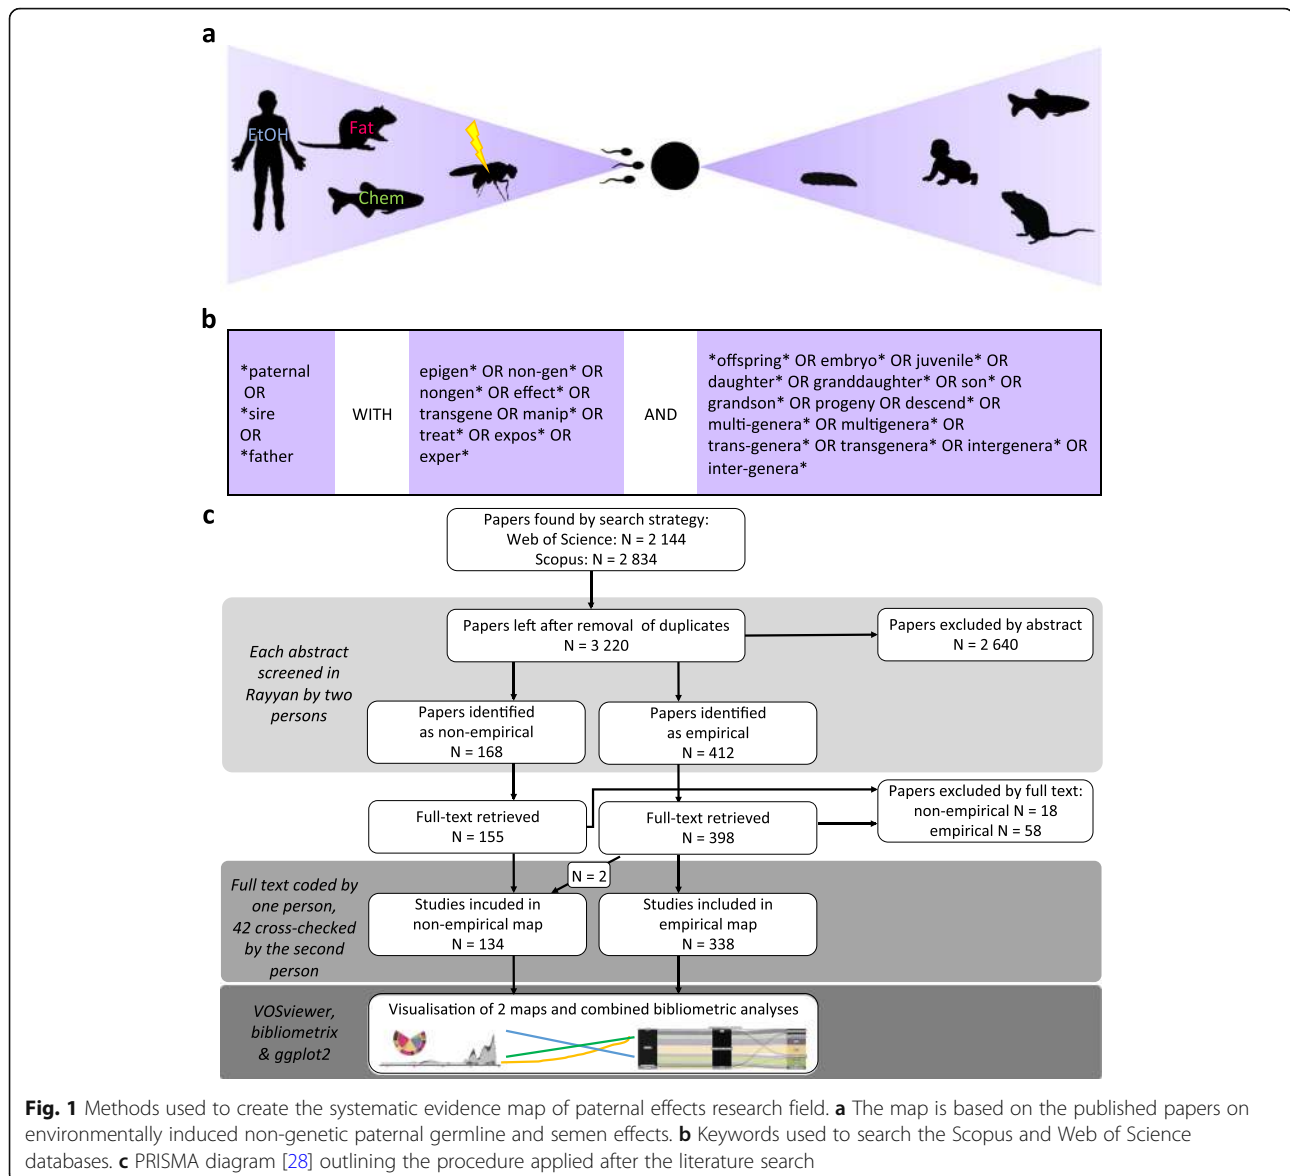 a
EtOH
Fat
Chem
b
*paternal
OR
*sire
OR
*father
WITH
epigen* OR non-gen* OR
nongen* OR effect* OR
transgene OR manip* OR
treat* OR expos* OR
exper*
AND
*offspring* OR embryo* OR juvenile* OR
daughter* OR granddaughter* OR son* OR
grandson* OR progeny OR descend* OR
multi-genera* OR multigenera* OR
trans-genera* OR transgenera* OR intergenera* OR
inter-genera*
c
Papers found by search strategy:
Web of Science: N = 2 144
Scopus: N = 2 834
Each abstract
screened in
Rayyan by two
persons
Papers left after removal of duplicates
N = 3 220
Papers excluded by abstract
N = 2 640
Papers identified
as non-empirical
N = 168
Papers identified
as empirical
N = 412
Full-text retrieved
N = 155
Full-text retrieved
N = 398
Papers excluded by full text:
non-empirical N = 18
empirical N = 58
N = 2
Full text coded by
one person,
42 cross-checked
by the second
person
Studies incuded in
non-empirical map
N = 134
Studies included in
empirical map
N = 338
VOSviewer,
bibliometrix
& ggplot2
Visualisation of 2 maps and combined bibliometric analyses
Fig. 1 Methods used to create the systematic evidence map of paternal effects research field. a The map is based on the published papers on
environmentally induced non-genetic paternal germline and semen effects. b Keywords used to search the Scopus and Web of Science
databases. c PRISMA diagram [28] outlining the procedure applied after the literature search